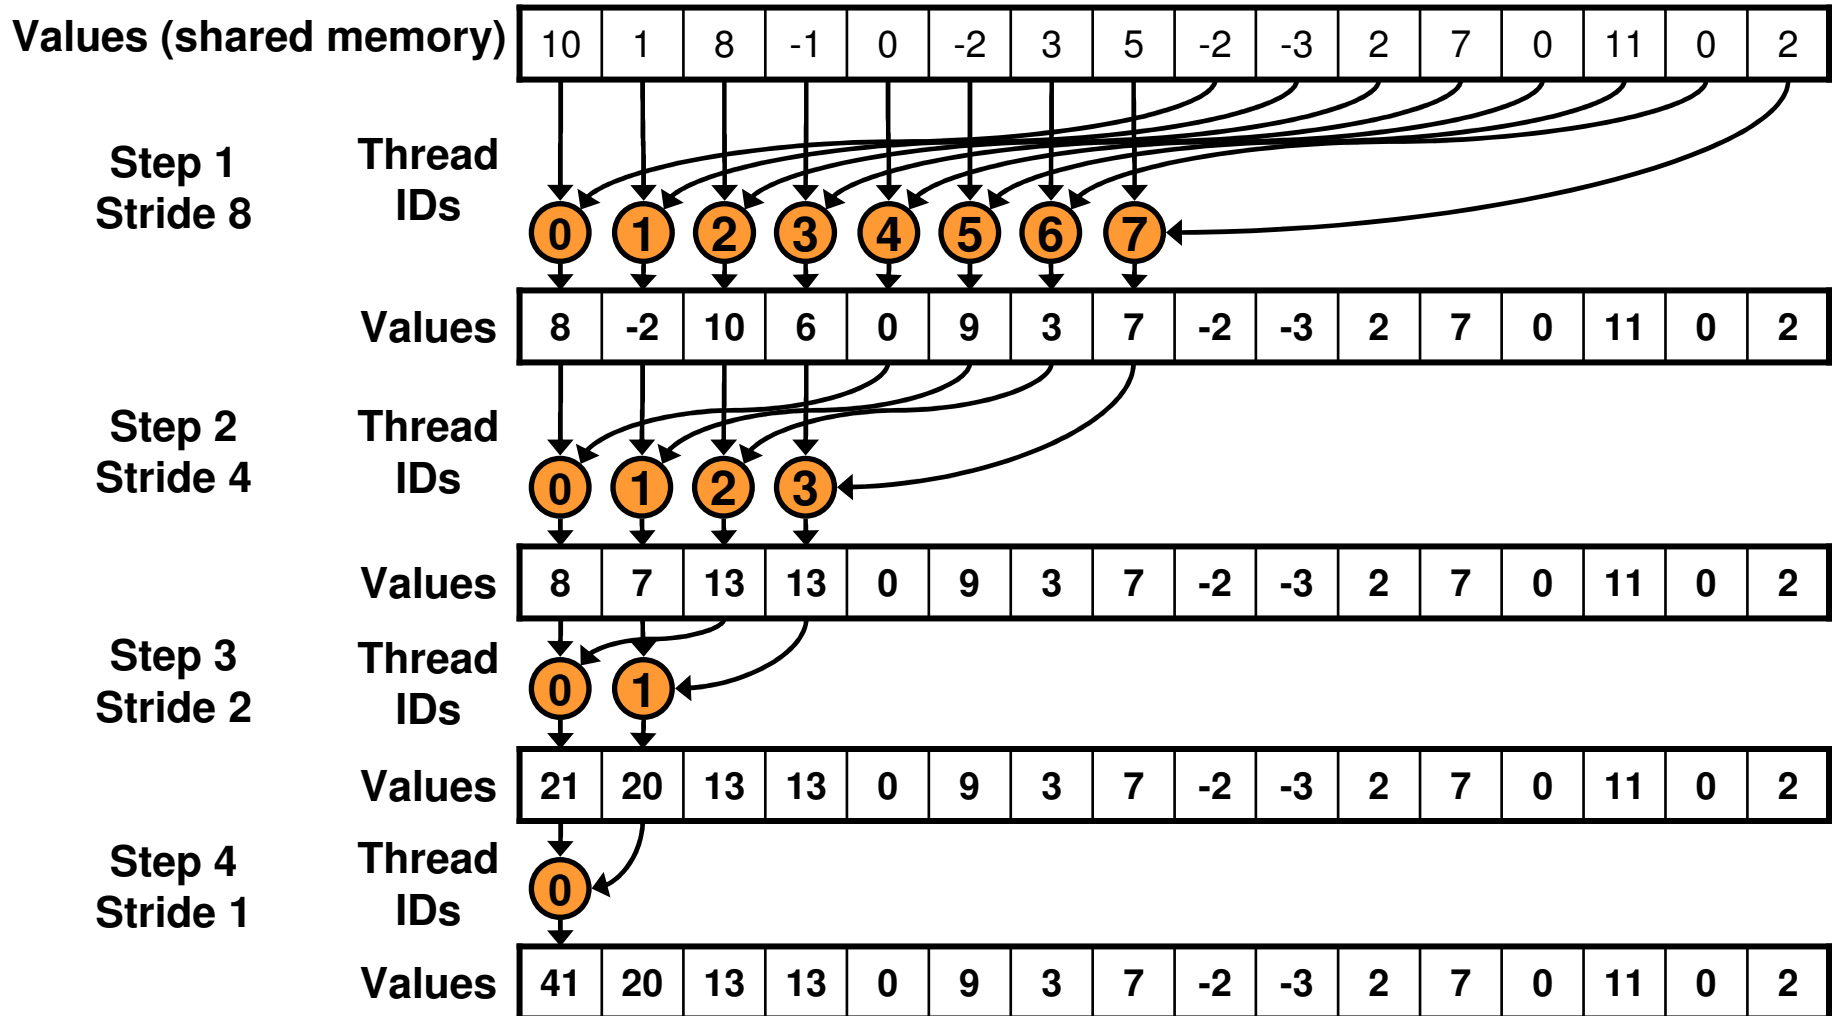 Values (shared memory) 10 1 8 -1 0 -2 3 5 -2 -3 2 7 0 11 0 2
Step 1 Thread
Stride 8 IDs
0 1 2 3 4 5 6 7
Values 8 -2 10 6 0 9 3 7 -2 -3 2 7 0 11 0 2
Step 2 Thread
Stride 4 IDs
0 1 2 3
Values 8 7 13 13 0 9 3 7 -2 -3 2 7 0 11 0 2
Step 3 Thread
Stride 2 IDs
0 1
Values 21 20 13 13 0 9 3 7 -2 -3 2 7 0 11 0 2
Step 4 Thread
Stride 1 IDs
0
Values 41 20 13 13 0 9 3 7 -2 -3 2 7 0 11 0 2